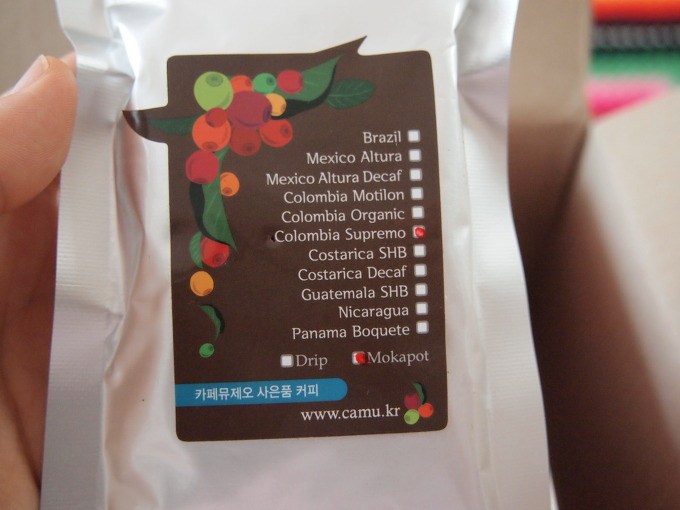 Brazil
Mexico Altura
Mexico Altura Decaf
Colombia Motilon
Colombia Organic
Colombia Supremo
Costarica SHB
Costarica Decaf
Guatemala SHB
Nicaragua
Panama Boquete
Drip Mokapot
카페뮤제오 사은품 커피
www.camu.kr